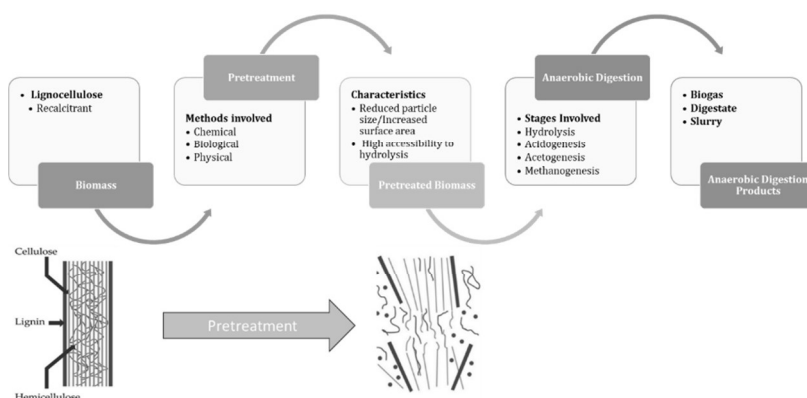 Lignocellulose
Recalcitrant
Biomass
Pretreatment
Methods involved
Chemical
Biological
Physical
Characteristics
Reduced particle
size/Increased
surface area
High accessibility to
hydrolysis
Pretreated Biomass
Anaerobic Digestion
Stages Involved
Hydrolysis
Acidogenesis
Acetogenesis
Methanogenesis
Biogas
Digestate
Slurry
Anaerobic Digestion
Products
Cellulose
Lignin
Hemicellulose
Pretreatment